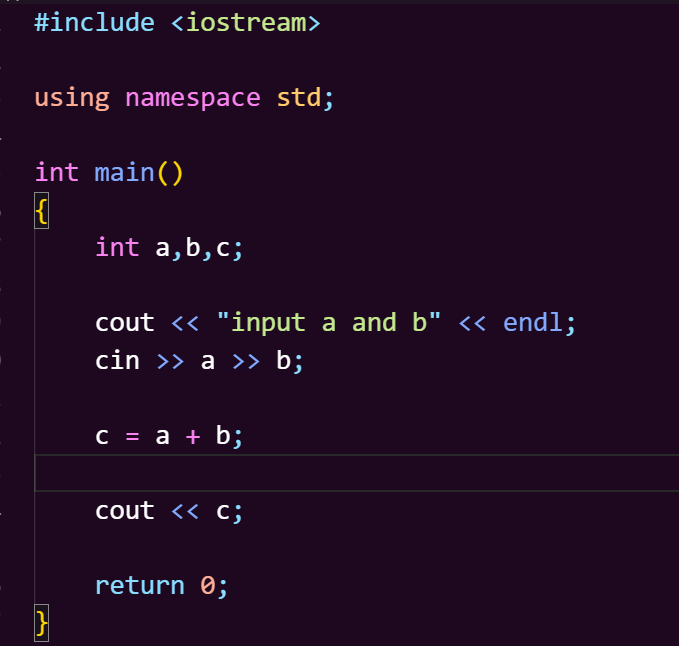 #include <iostream>
using namespace std;
int main()
{
int a,b,c;
cout << "input a and b" << endl;
cin >> a >> b;
c = a + b;
cout << c;
return 0;
}